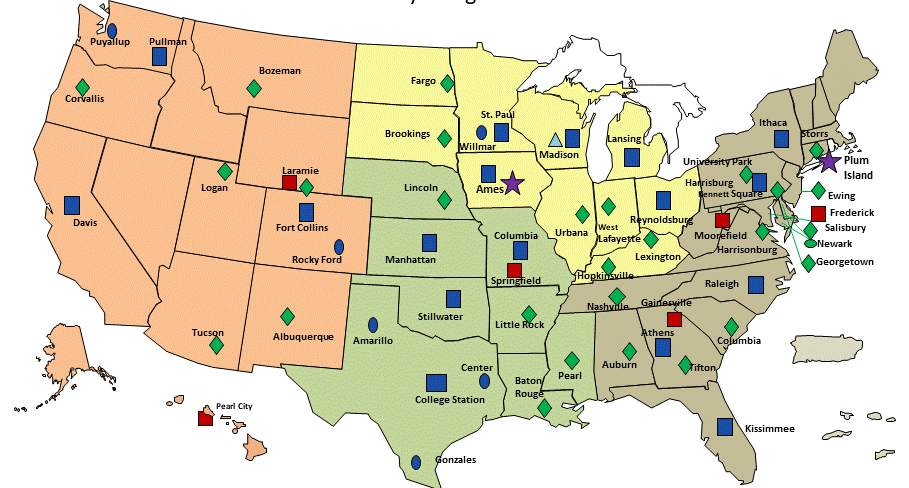 Puyallup
Pullman
Corvallis
Bozeman
Fargo
Brookings
St. Paul
Willmar
Madison
Lansing
Ithaca
Storrs
Plum
Island
University Park
Harrisburg
Kennett Square
Ewing
Frederick
Salisbury
Newark
Georgetown
Logan
Laramie
Lincoln
Ames
Davis
Fort Collins
Rocky Ford
Manhattan
Columbia
Springfield
Urbana
West
Lafayette
Reynoldsburg
Lexington
Hopkinsville
Moorefield
Harrisonburg
Raleigh
Nashville
Gainesville
Athens
Columbia
Stillwater
Little Rock
Tucson
Albuquerque
Amarillo
Center
College Station
Baton
Rouge
Pearl
Auburn
Tifton
Pearl City
Gonzales
Kissimmee